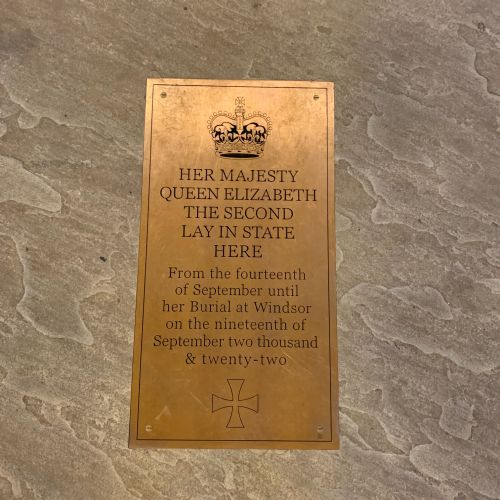 HER MAJESTY
QUEEN ELIZABETH
THE SECOND
LAY IN STATE
HERE
From the fourteenth
of September until
her Burial at Windsor
on the nineteenth of
September two thousand
& twenty-two